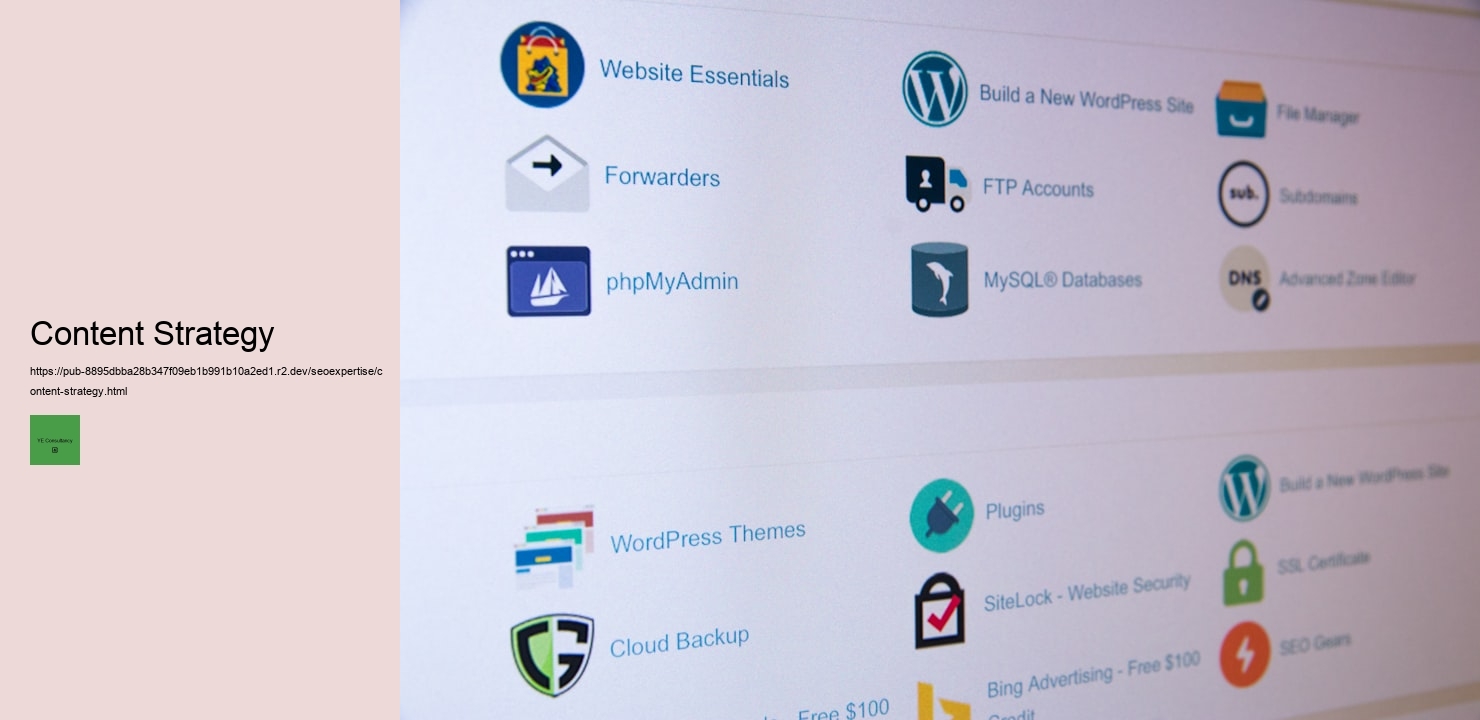 Content Strategy
https://pub-8895dbba28b347f09eb1b991b10a2ed1.r2.dev/seoexpertise/c
ontent-strategy.html
YE Consultancy
Website Essentials
Build a New WordPress Site
File Manager
Forwarders
FTP Accounts
sub.
Subdomains
phpMyAdmin
MySQL® Databases
DNS
Advanced Zone Editor
WordPress Themes
Plugins
Build a New WordPress Site
Cloud Backup
SiteLock - Website Security
SSL Certificate
Bing Advertising - Free $100
Credit
SEO Gears
- Free $100